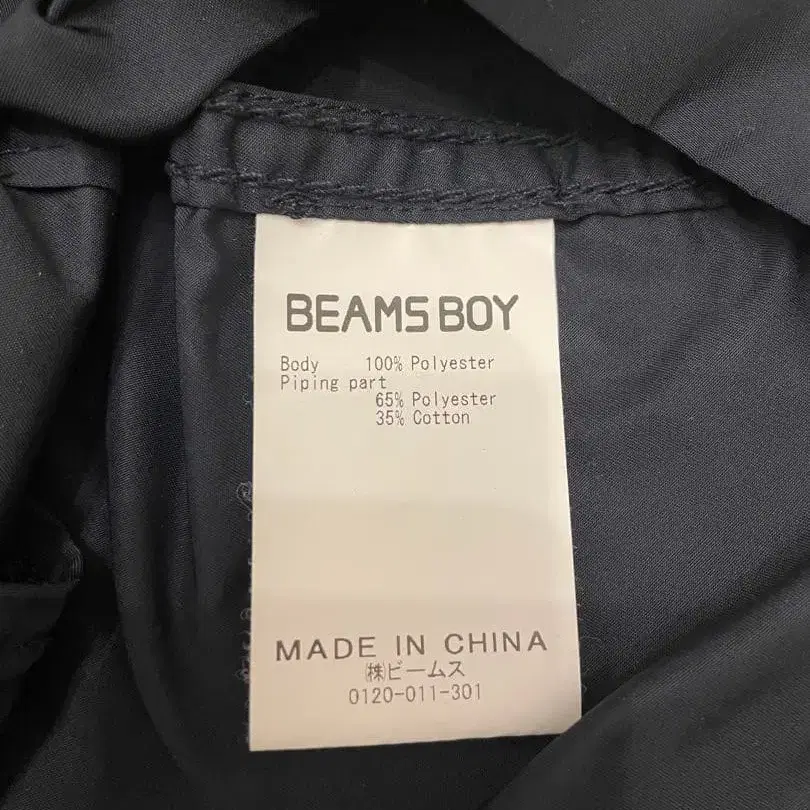 BEAMS BOY
Body 100% Polyester
Piping part
65% Polyester
35% Cotton
MADE IN CHINA
㈱ビームス
0120-011-301